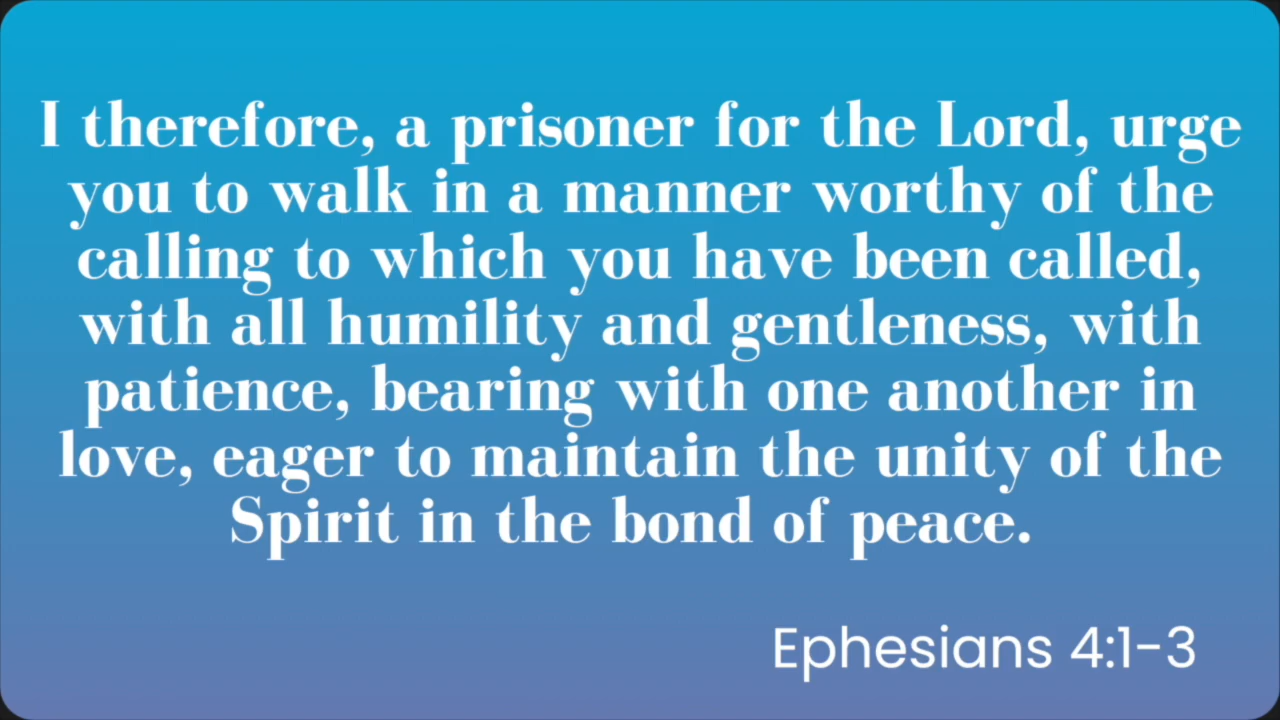 I therefore, a prisoner for the Lord, urge
you to walk in a manner worthy of the
calling to which you have been called,
with all humility and gentleness, with
patience, bearing with one another in
love, eager to maintain the unity of the
Spirit in the bond of peace.
Ephesians 4:1-3